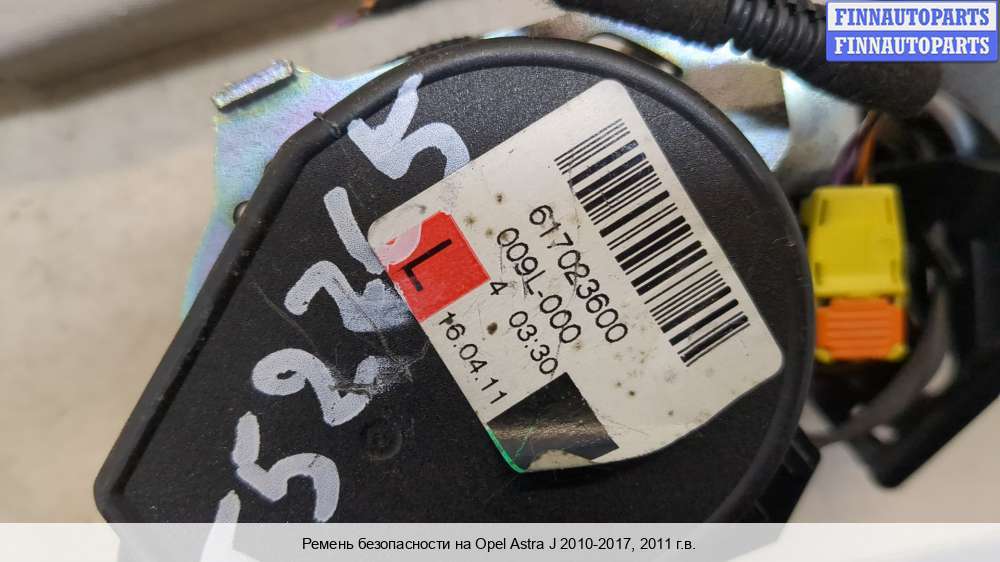 FINNAUTOPARTS
FINNAUTOPARTS
617023600
009L-000
4 03:30
L
16.04.11
Ремень безопасности на Opel Astra J 2010-2017, 2011 г.в.